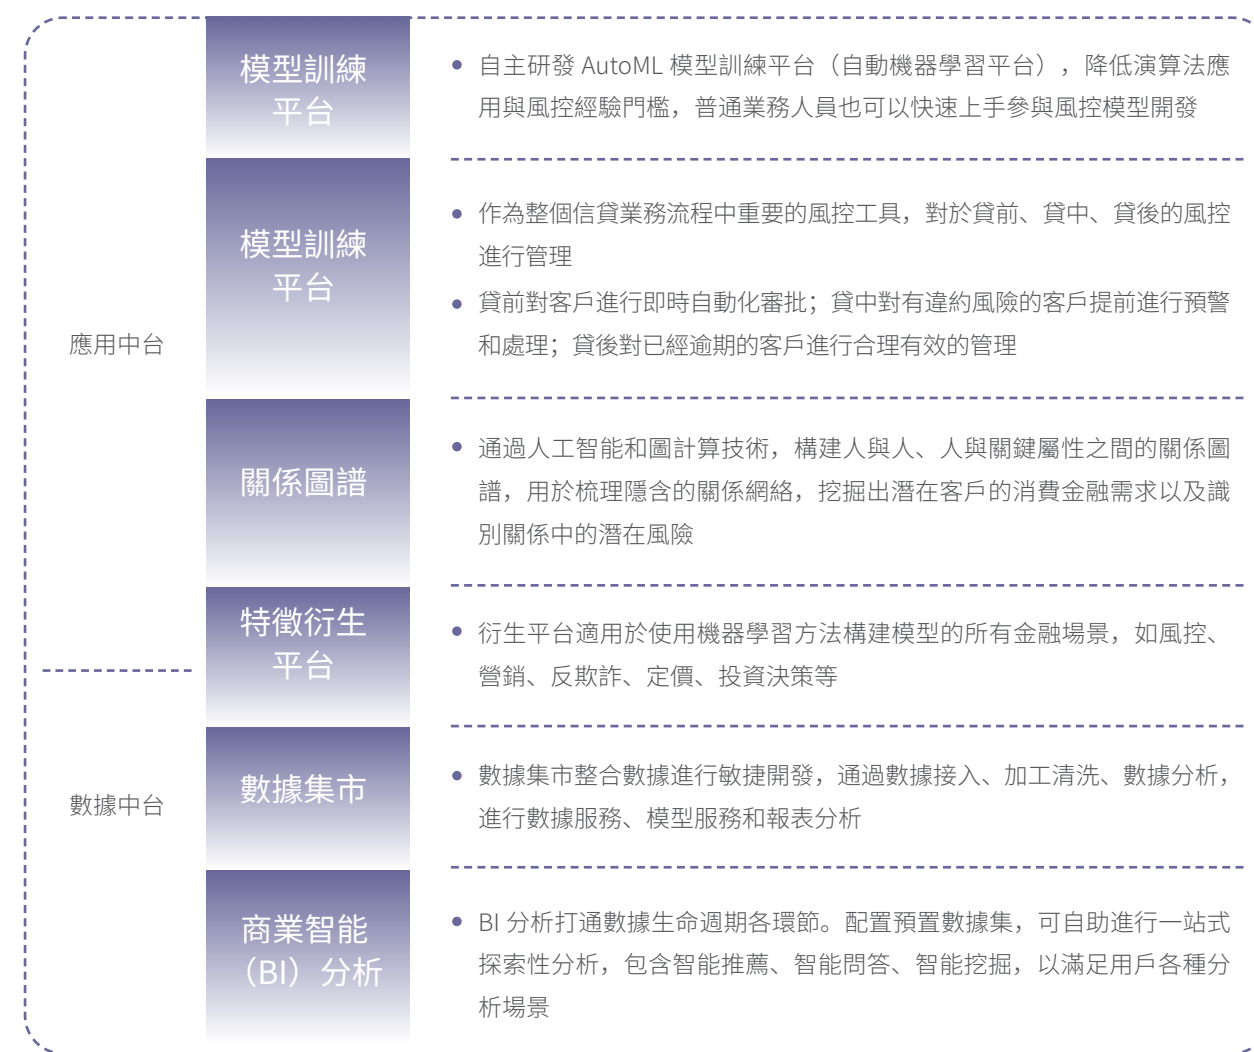 應用中台
模型訓練
平台
自主研發 AutoML 模型訓練平台（自動機器學習平台），降低演算法應
用與風控經驗門檻，普通業務人員也可以快速上手參與風控模型開發
模型訓練
平台
作為整個信貸業務流程中重要的風控工具，對於貸前、貸中、貸後的風控
進行管理
貸前對客戶進行即時自動化審批；貸中對有違約風險的客戶提前進行預警
和處理；貸後對已經逾期的客戶進行合理有效的管理
關係圖譜
通過人工智能和圖計算技術，構建人與人、人與關鍵屬性之間的關係圖
譜，用於梳理隱含的關係網絡，挖掘出潛在客戶的消費金融需求以及識
別關係中的潛在風險
特徵衍生
平台
衍生平台適用於使用機器學習方法構建模型的所有金融場景，如風控、
營銷、反欺詐、定價、投資決策等
數據中台
數據集市
數據集市整合數據進行敏捷開發，通過數據接入、加工清洗、數據分析，
進行數據服務、模型服務和報表分析
商業智能
（BI）分析
BI 分析打通數據生命週期各環節。配置預置數據集，可自助進行一站式
探索性分析，包含智能推薦、智能問答、智能挖掘，以滿足用戶各種分
析場景